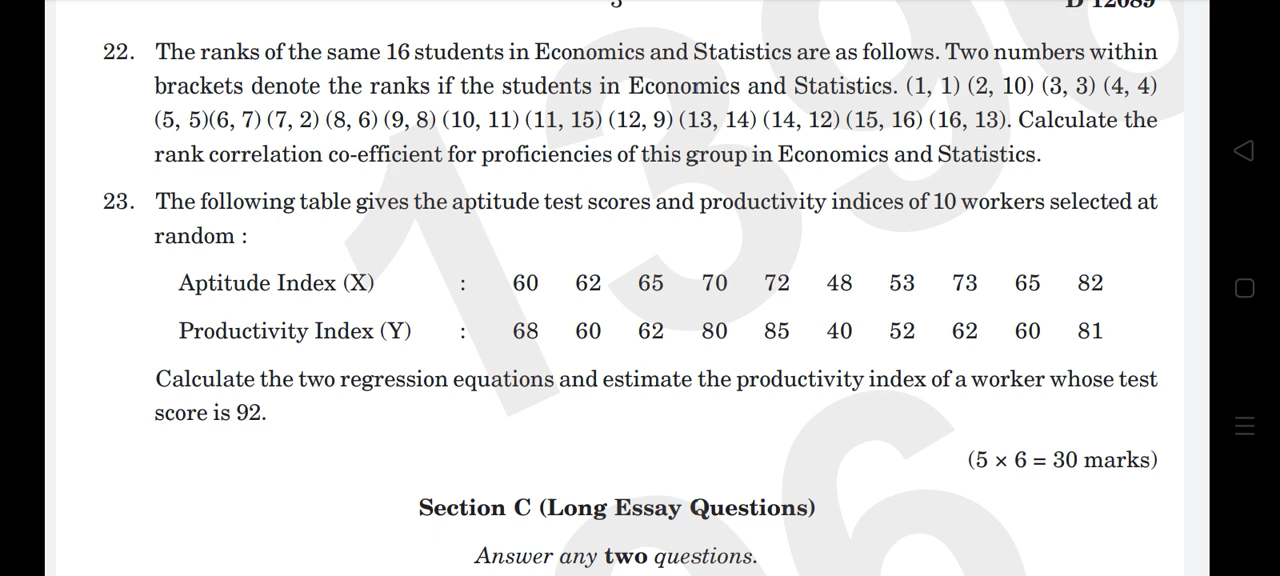 D 12089
22. The ranks of the same 16 students in Economics and Statistics are as follows. Two numbers within
brackets denote the ranks if the students in Economics and Statistics. (1, 1) (2, 10) (3, 3) (4, 4)
(5, 5)(6, 7) (7, 2) (8, 6) (9, 8) (10, 11) (11, 15) (12, 9) (13, 14) (14, 12) (15, 16) (16, 13). Calculate the
rank correlation co-efficient for proficiencies of this group in Economics and Statistics.
23. The following table gives the aptitude test scores and productivity indices of 10 workers selected at
random :
Aptitude Index (X) : 60 62 65 70 72 48 53 73 65 82
Productivity Index (Y) : 68 60 62 80 85 40 52 62 60 81
Calculate the two regression equations and estimate the productivity index of a worker whose test
score is 92.
(5 × 6 = 30 marks)
Section C (Long Essay Questions)
Answer any two questions.